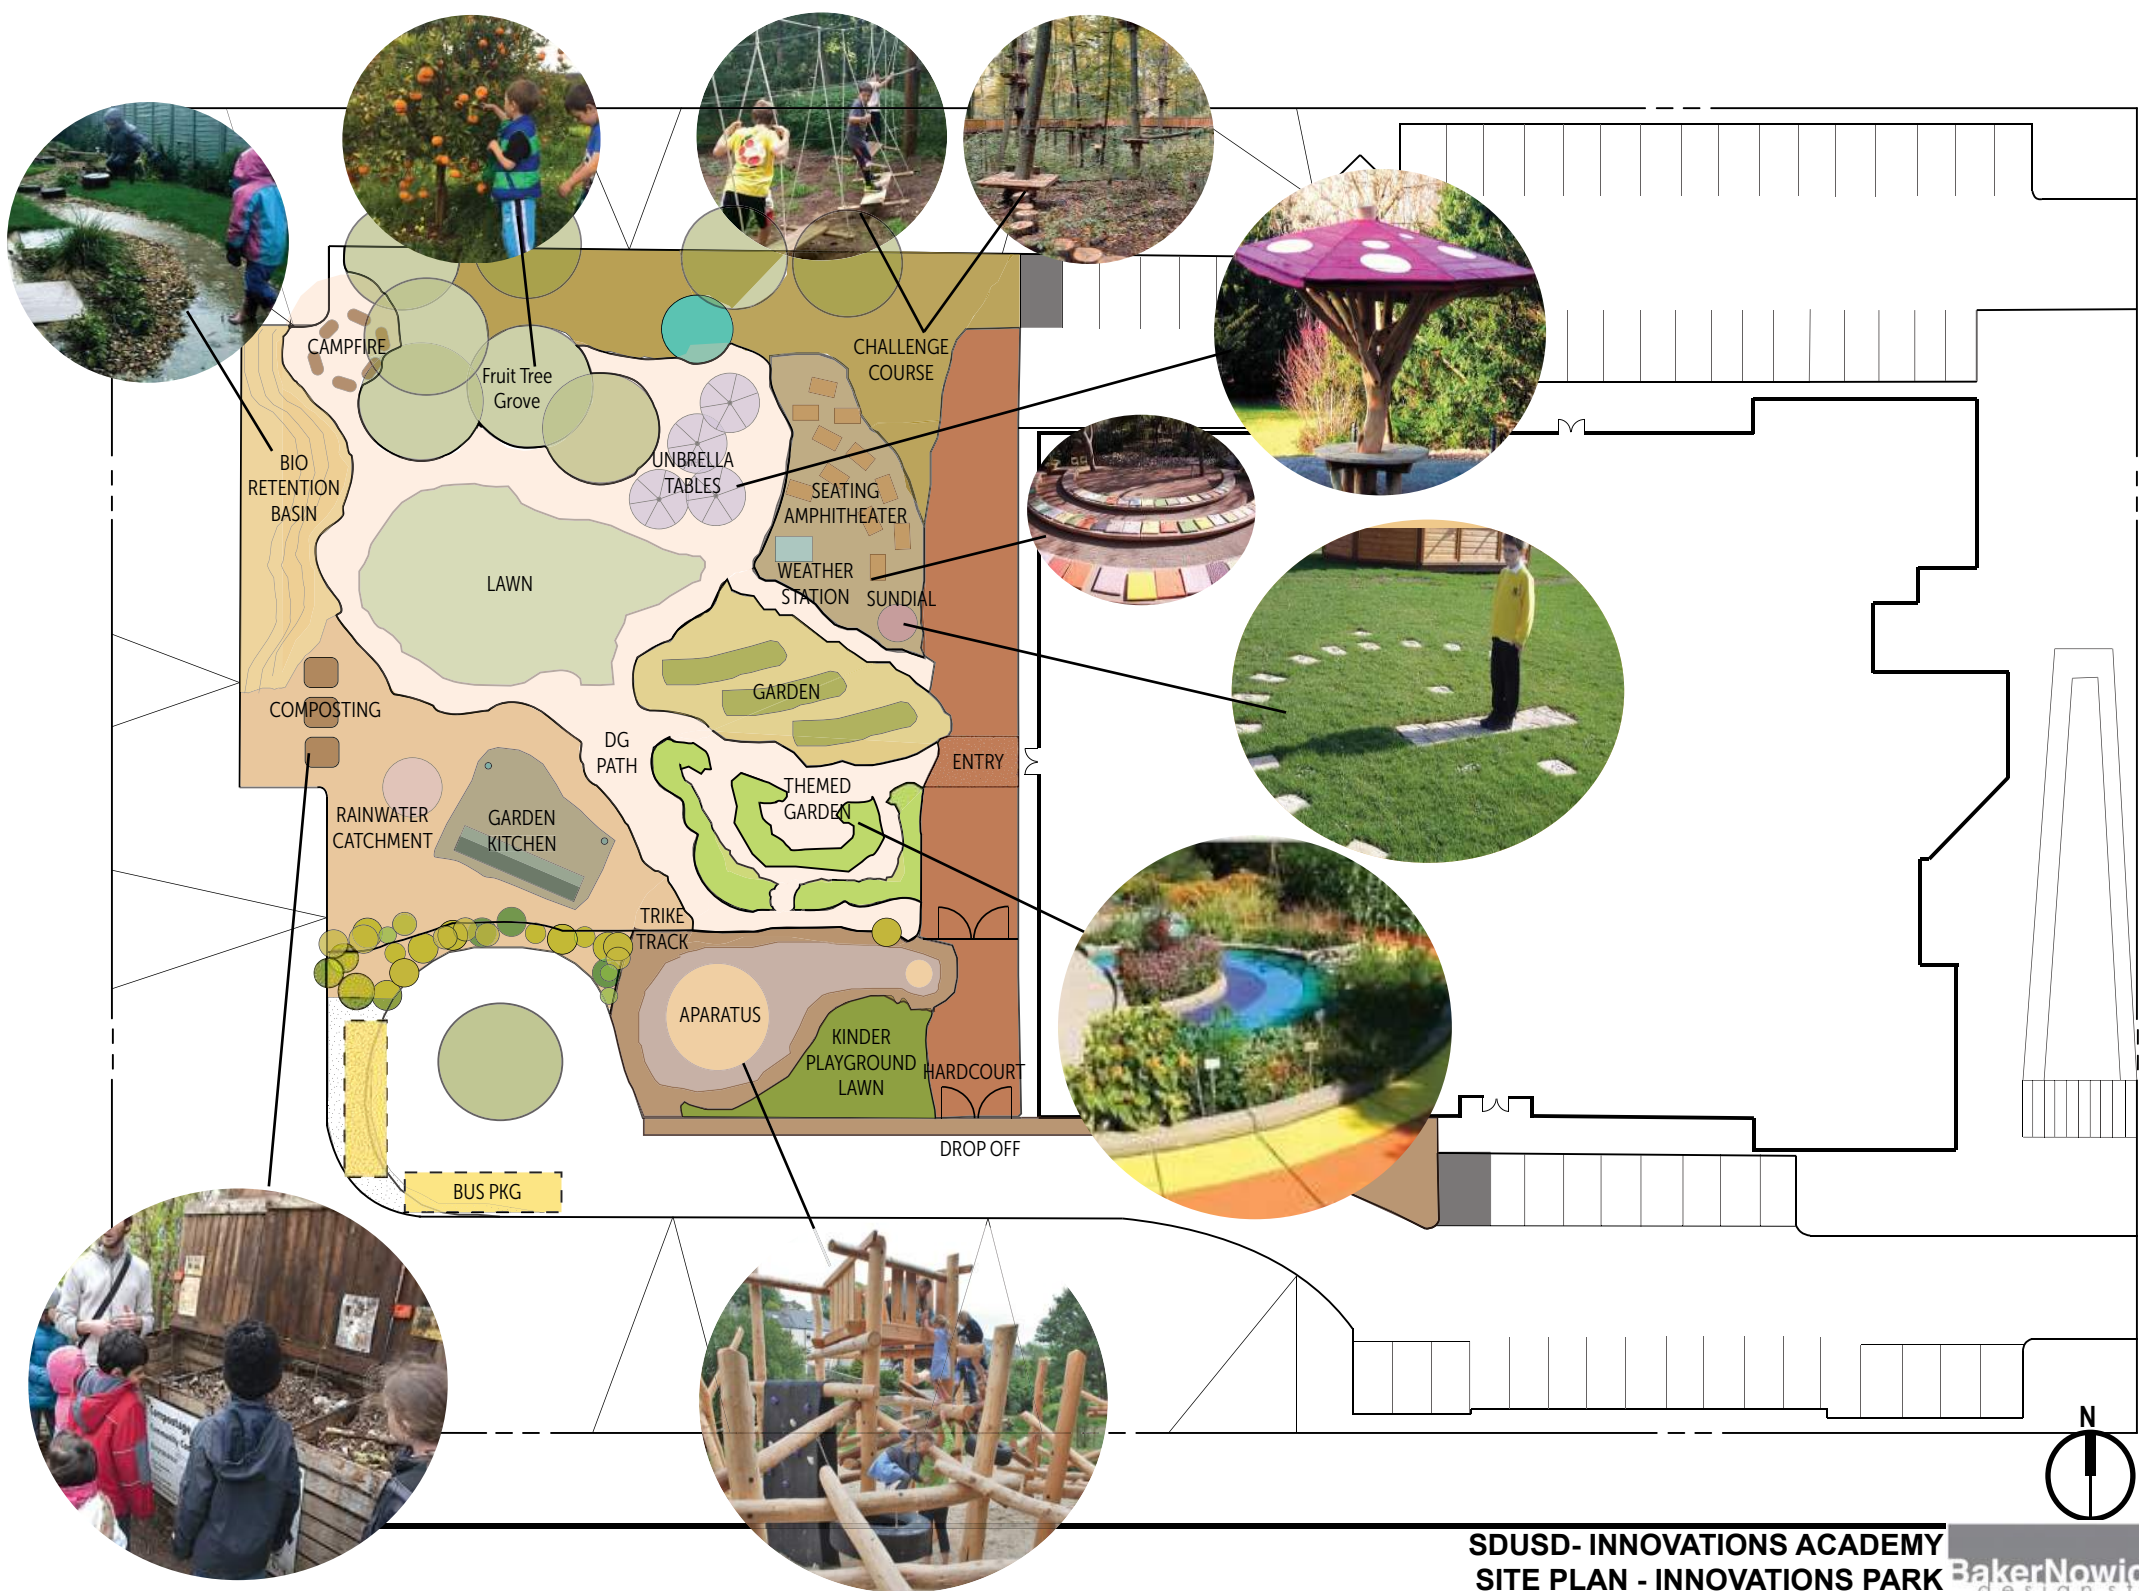 CAMPFIRE
Fruit Tree
Grove
CHALLENGE
COURSE
BIO
RETENTION
BASIN
UNBRELLA
TABLES
SEATING
AMPHITHEATER
LAWN
WEATHER
STATION
SUNDIAL
GARDEN
COMPOSTING
DG
PATH
ENTRY
THEMED
GARDEN
RAINWATER
CATCHMENT
GARDEN
KITCHEN
TRIKE
TRACK
APARATUS
KINDER
PLAYGROUND
LAWN
HARDCOURT
DROP OFF
BUS PKG
N
SDUSD- INNOVATIONS ACADEMY
SITE PLAN - INNOVATIONS PARK